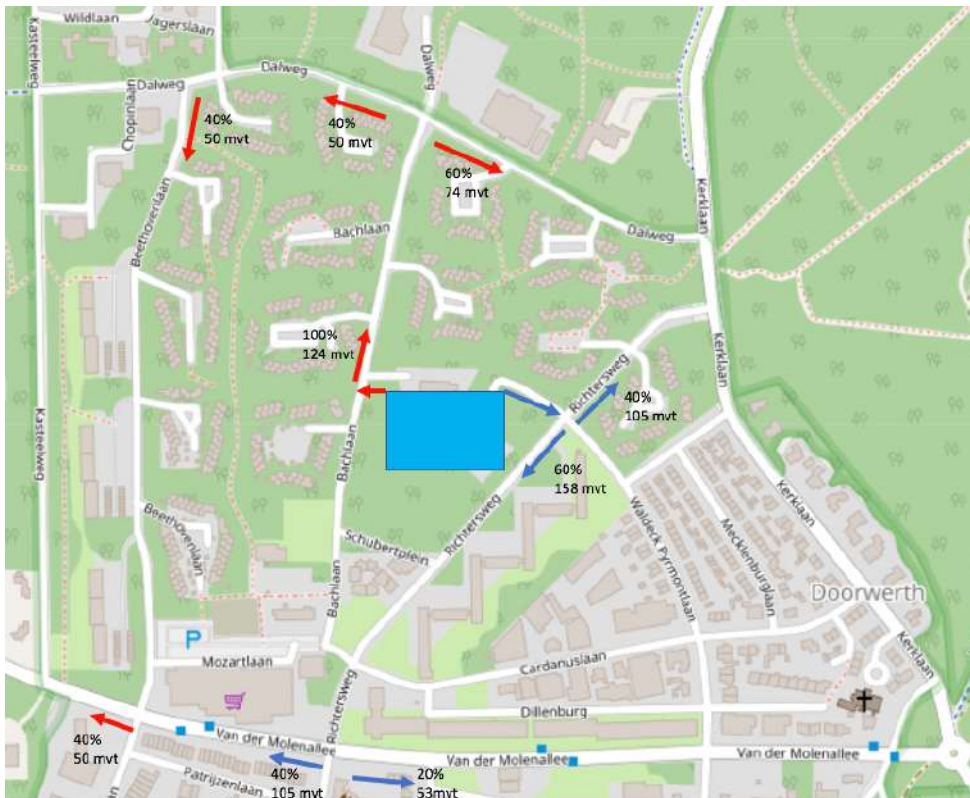 Wildlaan
Jagerslaan
Kasteelweg
Dalweg
Dalweg
Dalweg
Chopinlaan
40%
50 mvt
40%
50 mvt
60%
74 mvt
Kerklaan
Beethovenlaan
Bachlaan
Dalweg
100%
124 mvt
Kerklaan
Richtersweg
40%
105 mvt
Kasteelweg
Bachlaan
60%
158 mvt
Beethovenlaan
Schubertplein
Richtersweg
Waldeck Pyrmontlaan
Mecklenburglaan
Kerklaan
Doorwerth
Bachlaan
P
Mozartlaan
Cardanuslaan
Kerklaan
Richtersweg
Dillenburg
40%
50 mvt
Van der Molenallee
Van der Molenallee
Van der Molenallee
Patrijzenlaan
40%
105 mvt
20%
53mvt